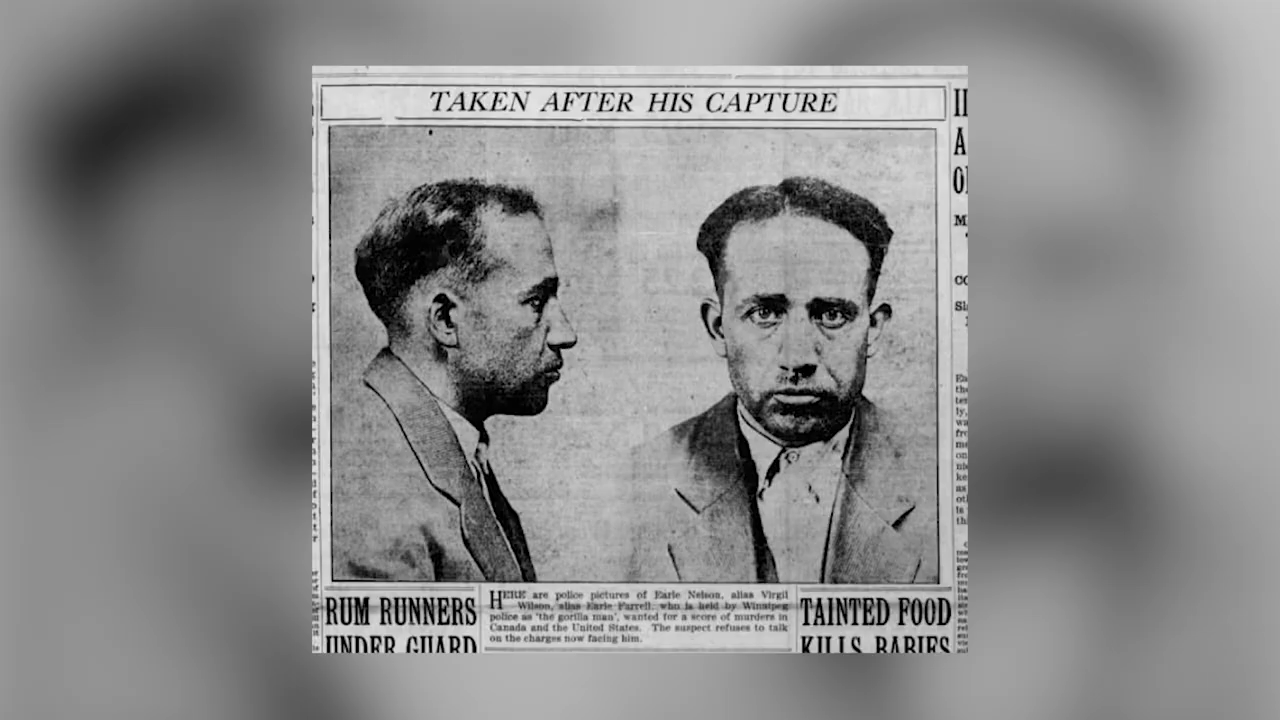 TAKEN AFTER HIS CAPTURE
HERE are police pictures of Earle Nelson, alias Virgil
Wilson, alias Earle Farrell, who is held by Winnipeg
police as 'the gorilla man', wanted for a score of murders in
Canada and the United States. The suspect refuses to talk
on the charges now facing him.
RUM RUNNERS
UNDER GUARD
TAINTED FOOD
KILLS BABIES